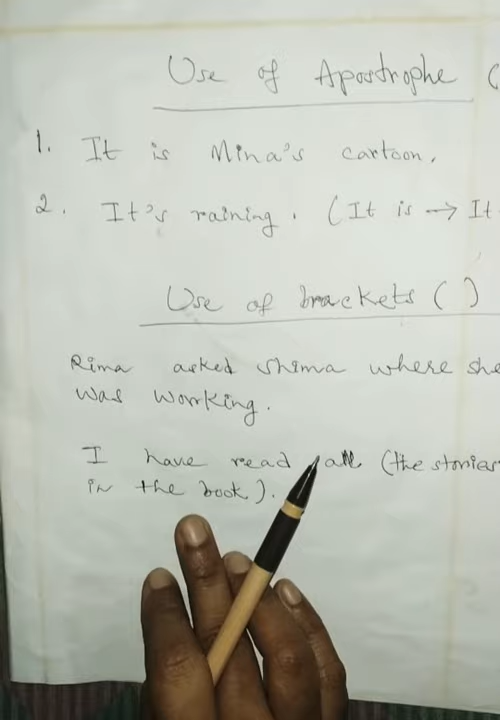 Use of Apostrophe (
1. It is Mina's cartoon.
2. It's raining. (It is → It
Use of brackets ( )
Rima asked Shima where she
was working.
I have read all (the stories
in the book).